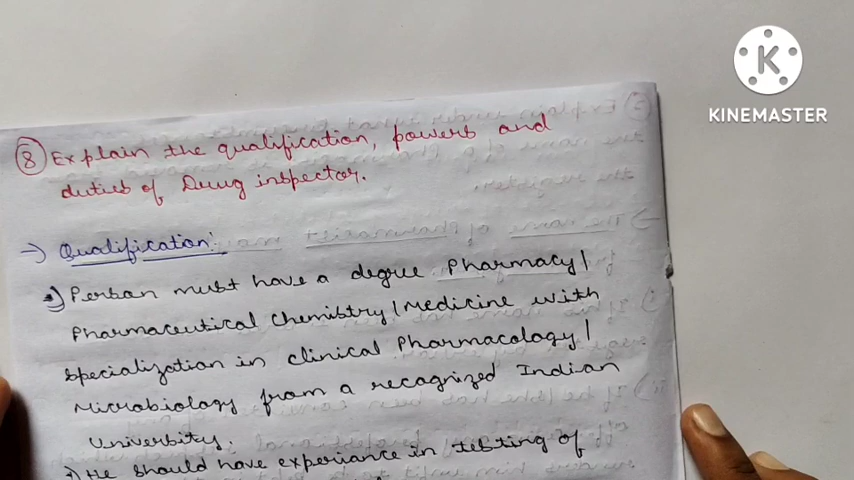 K
KINEMASTER
8 Explain the qualification, powers and
duties of Drug inspector.
→ Qualification:
Person must have a degree Pharmacy/
Pharmaceutical chemistry/Medicine with
specialization in clinical Pharmacology/
Microbiology from a recognized Indian
University.
He should have experiance in testing of